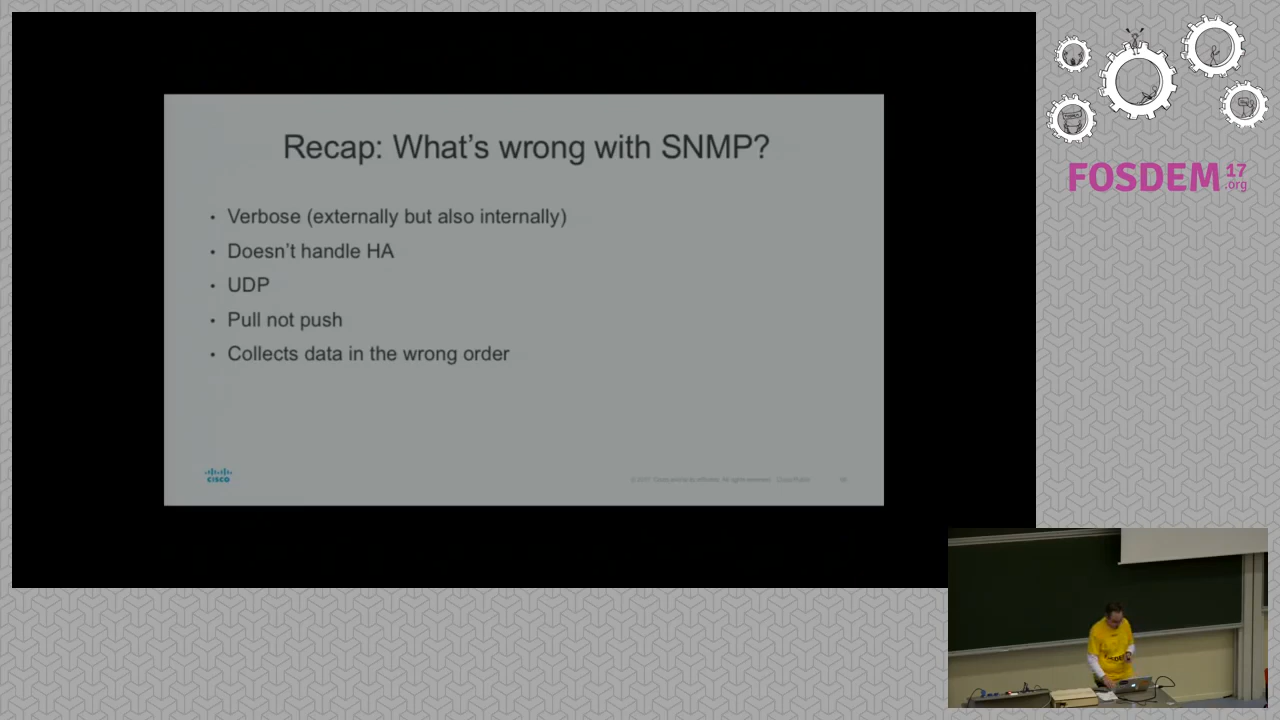 Recap: What's wrong with SNMP?
• Verbose (externally but also internally)
• Doesn't handle HA
• UDP
• Pull not push
• Collects data in the wrong order
CISCO
FOSDEM 17
.org